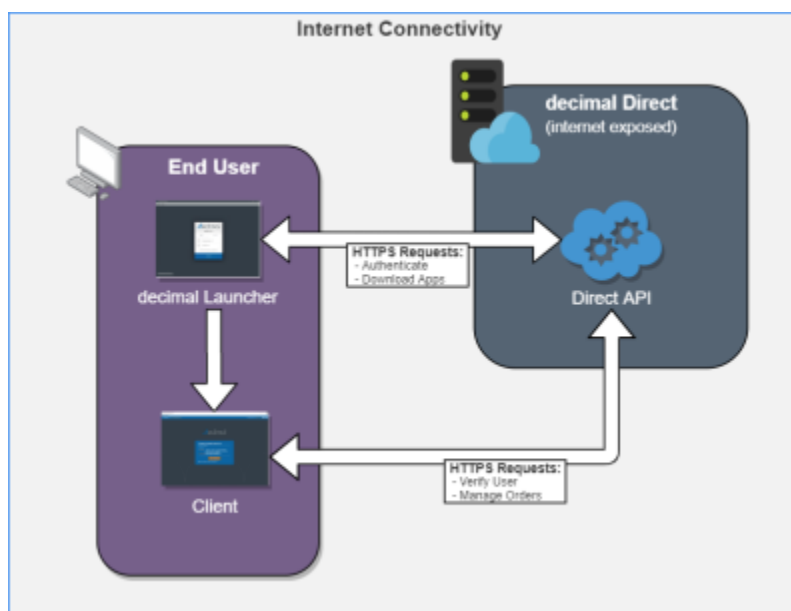 Internet Connectivity
decimal Direct
(internet exposed)
End User
HTTPS Requests:
- Authenticate
- Download Apps
decimal Launcher
Direct API
HTTPS Requests:
- Verify User
- Manage Orders
Client